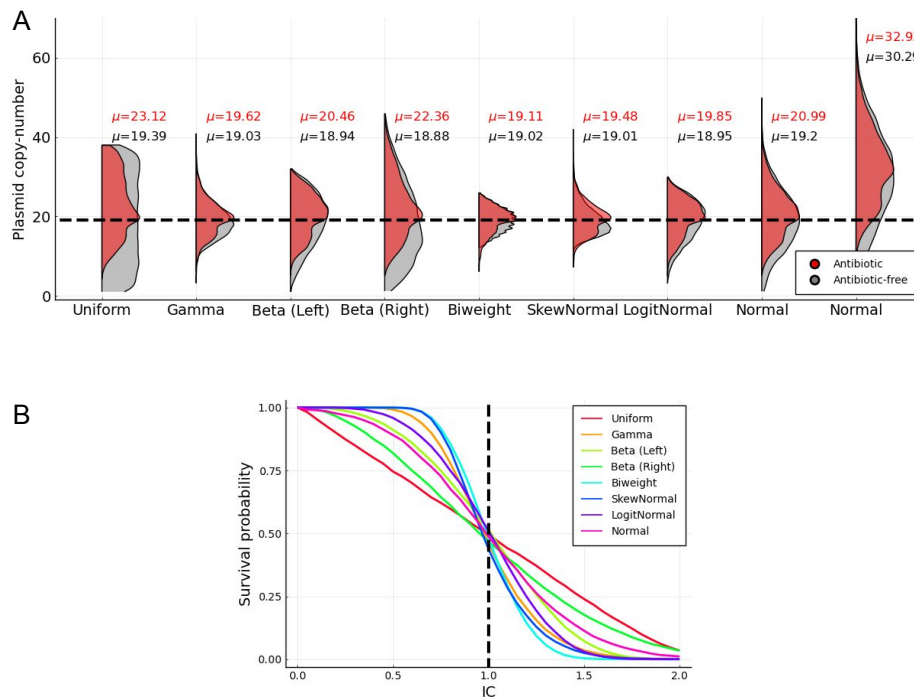 A
Plasmid copy-number
60
40
20
0
μ=23.12
μ=19.39
μ=19.62
μ=19.03
μ=20.46
μ=18.94
μ=22.36
μ=18.88
μ=19.11
μ=19.02
μ=19.48
μ=19.01
μ=19.85
μ=18.95
μ=20.99
μ=19.2
μ=30.29
Antibiotic
Antibiotic-free
Uniform Gamma Beta (Left) Beta (Right) Biweight SkewNormal LogitNormal Normal Normal
B
Survival probability
1.00
0.75
0.50
0.25
0.00
Uniform
Gamma
Beta (Left)
Beta (Right)
Biweight
SkewNormal
LogitNormal
Normal
0.0 0.5 1.0 1.5 2.0
IC